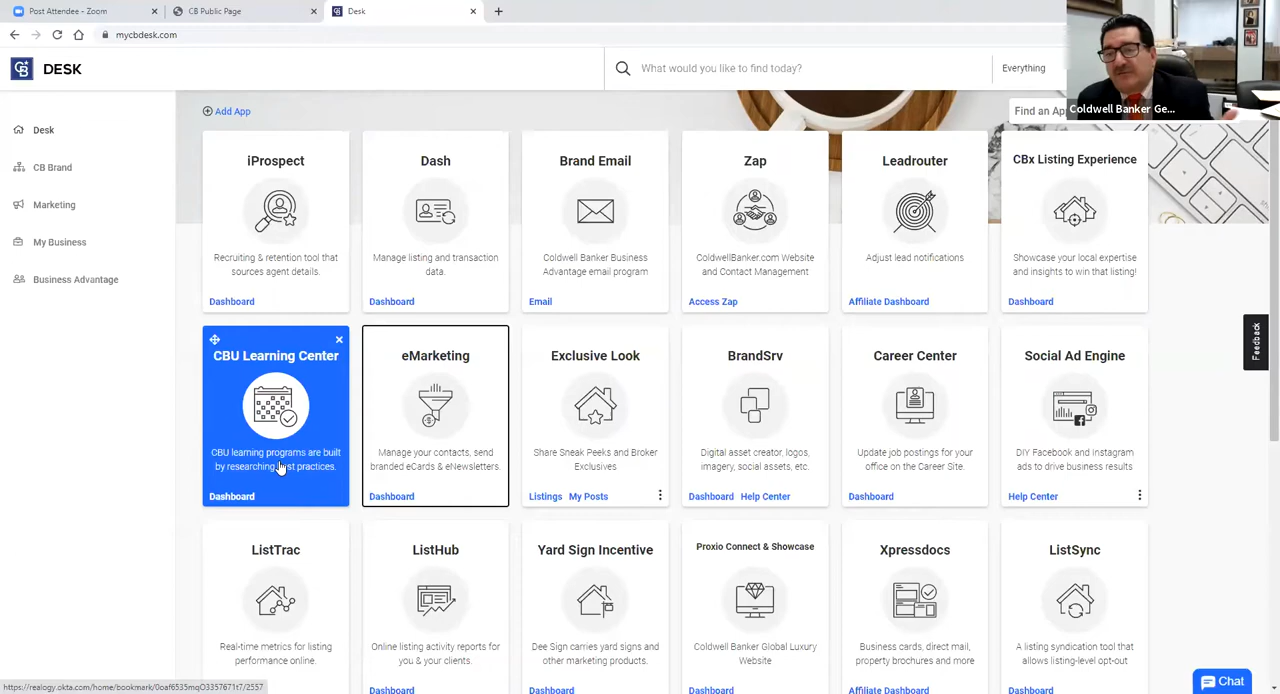 Post Attendee - Zoom
CB Public Page
Desk
mycbdesk.com
DESK
What would you like to find today?
Everything
Coldwell Banker Ge...
Desk
CB Brand
Marketing
My Business
Business Advantage
Add App
Find an App
iProspect
Recruiting & retention tool that
sources agent details.
Dashboard
Dash
Manage listing and transaction
data.
Dashboard
Brand Email
Coldwell Banker Business
Advantage email program
Email
Zap
ColdwellBanker.com Website
and Contact Management
Access Zap
Leadrouter
Adjust lead notifications
Affiliate Dashboard
CBx Listing Experience
Showcase your local expertise
and insights to win that listing!
Dashboard
CBU Learning Center
CBU learning programs are built
by researching best practices.
Dashboard
eMarketing
Manage your contacts, send
branded eCards & eNewsletters.
Dashboard
Exclusive Look
Share Sneak Peeks and Broker
Exclusives
Listings My Posts
BrandSrv
Digital asset creator, logos,
imagery, social assets, etc.
Dashboard Help Center
Career Center
Update job postings for your
office on the Career Site.
Dashboard
Social Ad Engine
DIY Facebook and Instagram
ads to drive business results
Help Center
Feedback
ListTrac
Real-time metrics for listing
performance online.
Dashboard
ListHub
Online listing activity reports for
you & your clients.
Dashboard
Yard Sign Incentive
Dee Sign carries yard signs and
other marketing products.
Dashboard
Proxio Connect & Showcase
Coldwell Banker Global Luxury
Website
Dashboard
Xpressdocs
Business cards, direct mail,
property brochures and more
Affiliate Dashboard
ListSync
A listing syndication tool that
allows listing-level opt-out
Dashboard
Chat
https://realogy.okta.com/home/bookmark/0oaf6535mqO3357671t7/2557